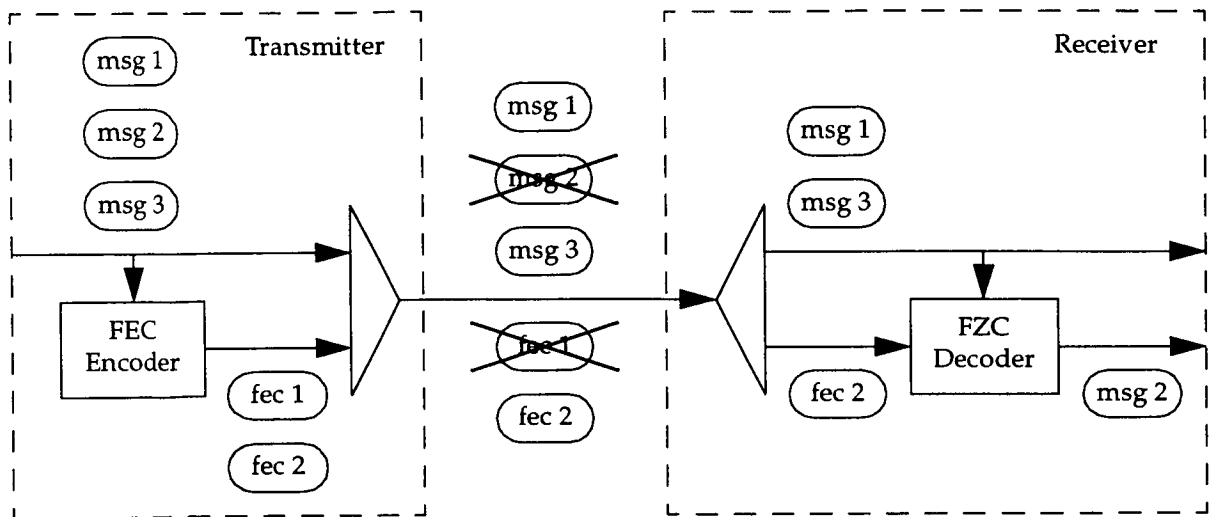 Transmitter
msg 1
msg 2
msg 3
FEC
Encoder
fec 1
fec 2
msg 1
msg 2
msg 3
fec 1
fec 2
Receiver
msg 1
msg 3
FZC
Decoder
fec 2
msg 2